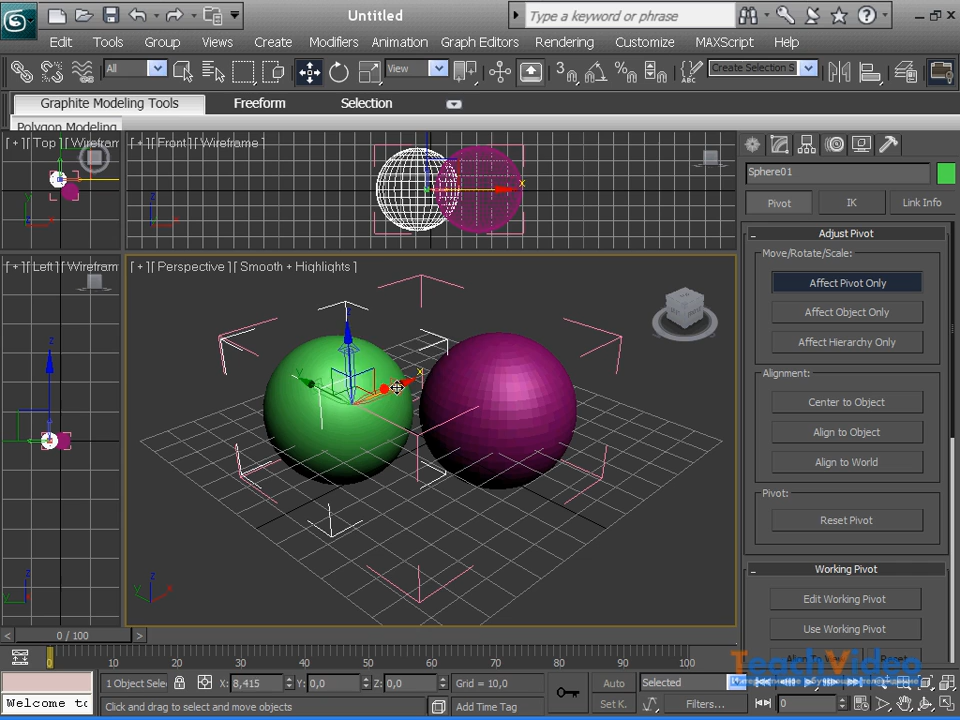 Untitled
Type a keyword or phrase
Edit Tools Group Views Create Modifiers Animation Graph Editors Rendering Customize MAXScript Help
All View 3 Create Selection S
Graphite Modeling Tools Freeform Selection
Polygon Modeling
[ + ][ Top ][ Wirefram
[ + ][ Front ][ Wireframe ]
Sphere01
Pivot IK Link Info
Adjust Pivot
Move/Rotate/Scale:
[ + ][ Left ][ Wirefram
[ + ][ Perspective ][ Smooth + Highlights ]
Affect Pivot Only
Affect Object Only
Affect Hierarchy Only
Alignment:
Center to Object
Align to Object
Align to World
Pivot:
Reset Pivot
Working Pivot
Edit Working Pivot
Use Working Pivot
Reset
TeachVideo
< 0 / 100 >
0 10 20 30 40 50 60 70 80 90 100
1 Object Sele X: 8,415 Y: 0,0 Z: 0,0 Grid = 10,0 Auto Selected
Welcome to Click and drag to select and move objects Add Time Tag Set K. Filters... 0